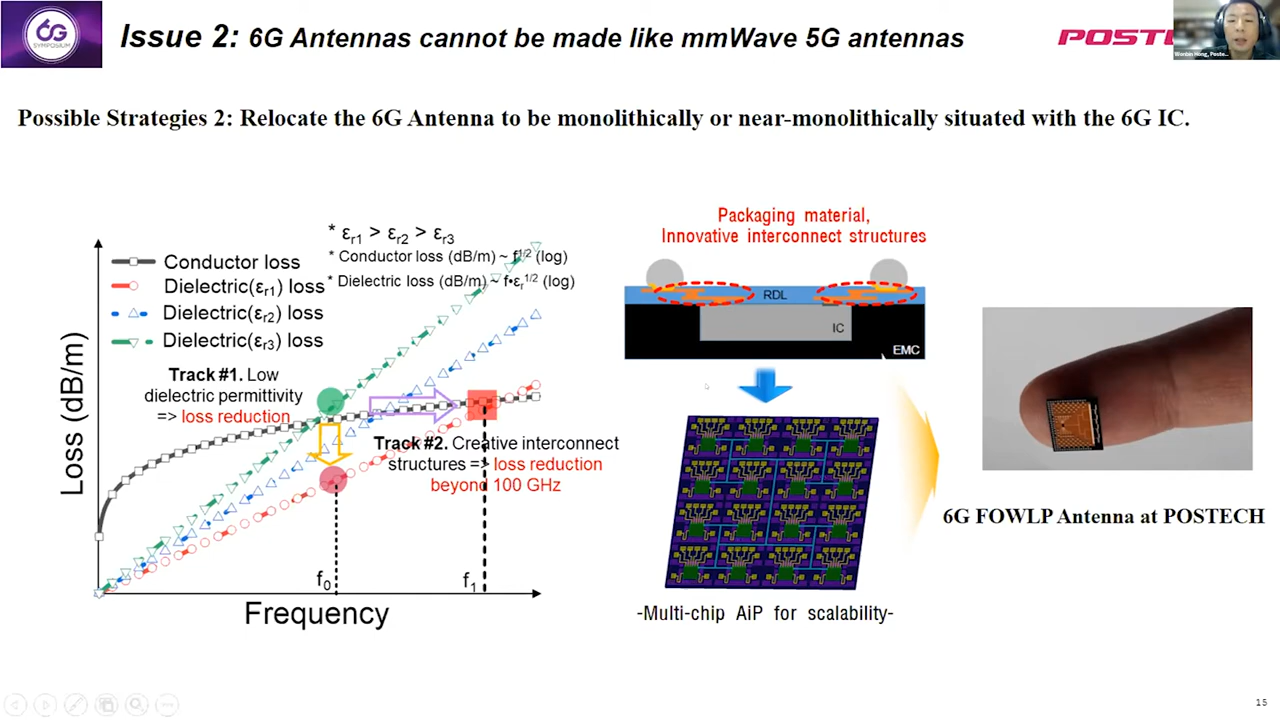 6G
SYMPOSIUM
Issue 2: 6G Antennas cannot be made like mmWave 5G antennas
Wonbin Hong, Poste...
Possible Strategies 2: Relocate the 6G Antenna to be monolithically or near-monolithically situated with the 6G IC.
* εr1 > εr2 > εr3
* Conductor loss (dB/m) ~ f^1/2 (log)
* Dielectric loss (dB/m) ~ f•εr^1/2 (log)
Conductor loss
Dielectric(εr1) loss
Dielectric(εr2) loss
Dielectric(εr3) loss
Track #1. Low
dielectric permittivity
=> loss reduction
Track #2. Creative interconnect
structures => loss reduction
beyond 100 GHz
Loss (dB/m)
f0
f1
Frequency
Packaging material,
Innovative interconnect structures
RDL
IC
EMC
-Multi-chip AiP for scalability-
6G FOWLP Antenna at POSTECH
15